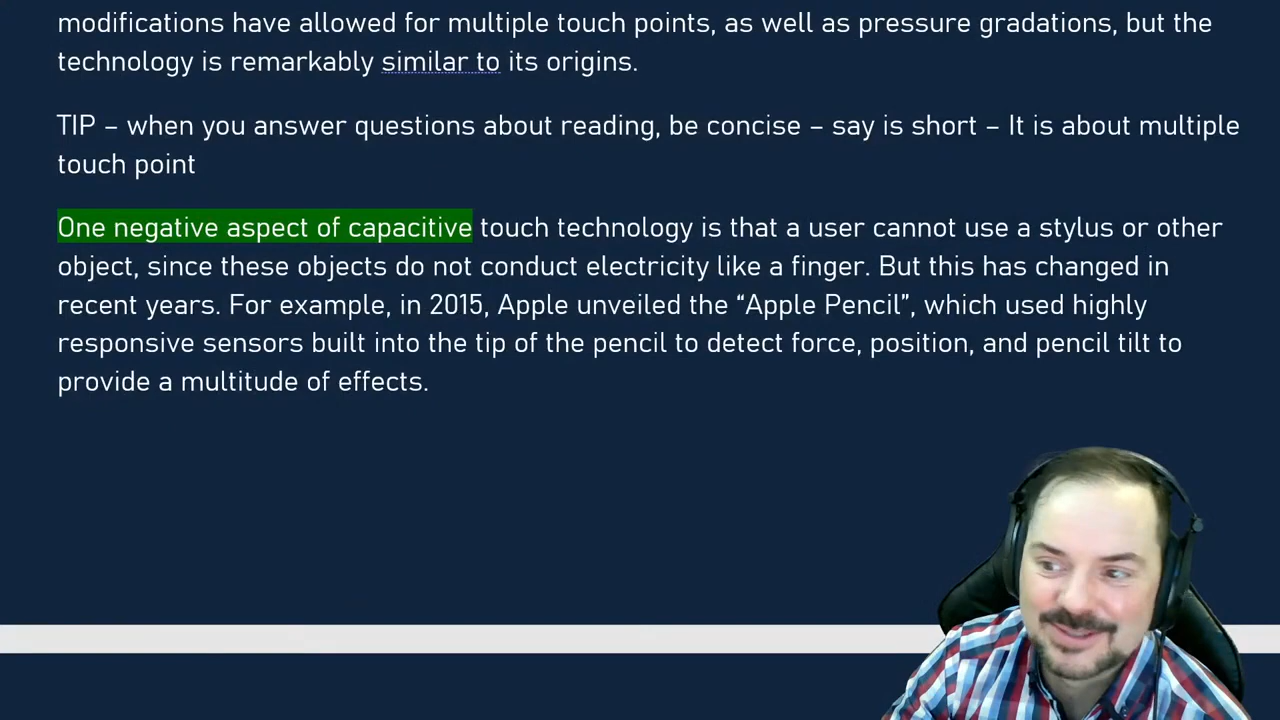 modifications have allowed for multiple touch points, as well as pressure gradations, but the
technology is remarkably similar to its origins.
TIP – when you answer questions about reading, be concise – say is short – It is about multiple
touch point
One negative aspect of capacitive touch technology is that a user cannot use a stylus or other
object, since these objects do not conduct electricity like a finger. But this has changed in
recent years. For example, in 2015, Apple unveiled the “Apple Pencil”, which used highly
responsive sensors built into the tip of the pencil to detect force, position, and pencil tilt to
provide a multitude of effects.